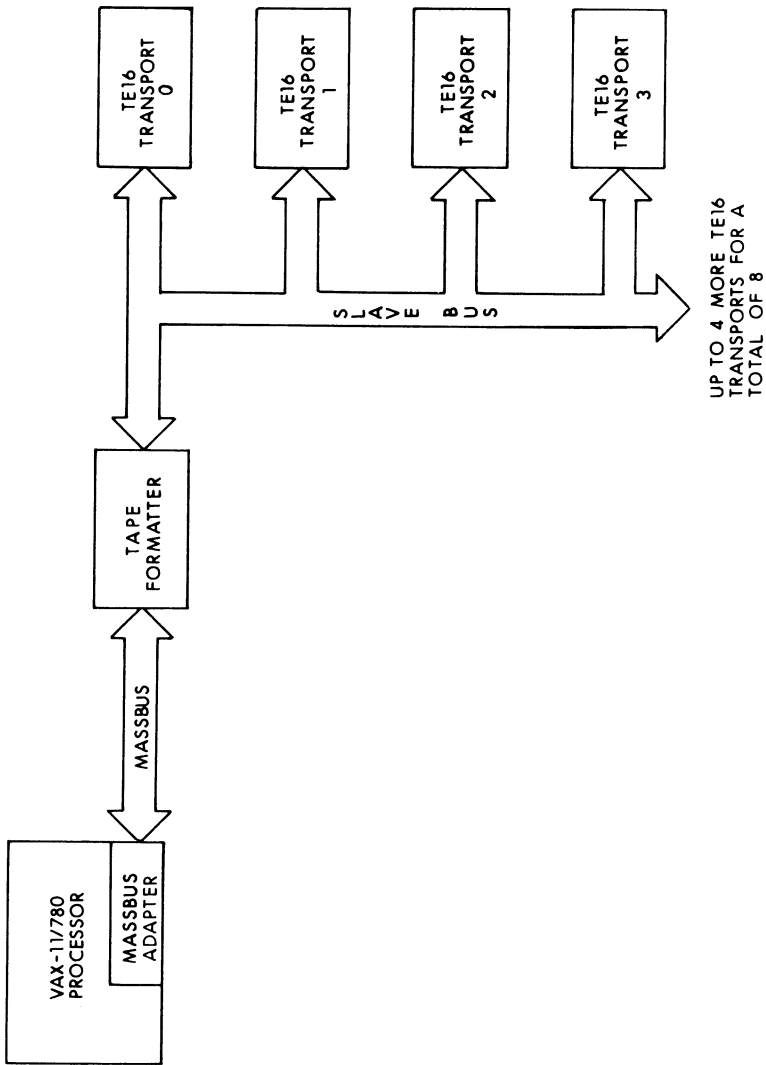 VAX-11/780
PROCESSOR
MASSBUS
ADAPTER
MASSBUS
TAPE
FORMATTER
SLAVE BUS
TE16
TRANSPORT
0
TE16
TRANSPORT
1
TE16
TRANSPORT
2
TE16
TRANSPORT
3
UP TO 4 MORE TE16
TRANSPORTS FOR A
TOTAL OF 8